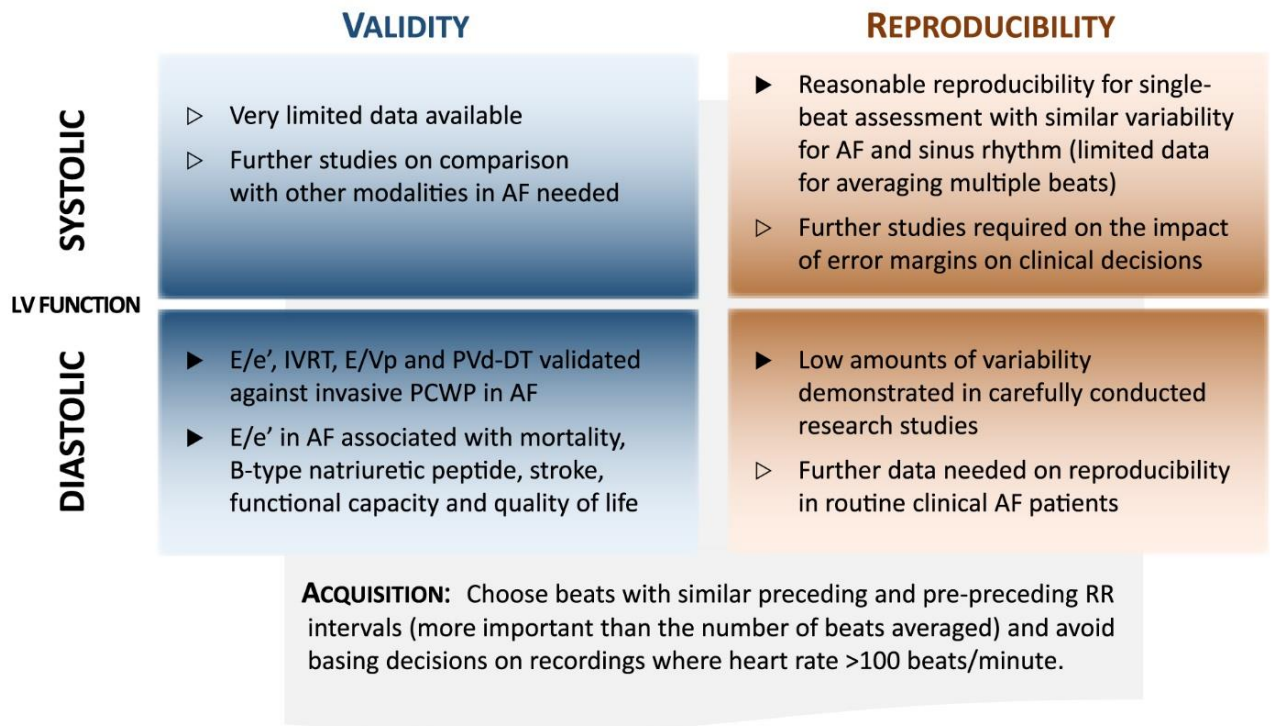 VALIDITY
REPRODUCIBILITY
SYSTOLIC
▷ Very limited data available
▷ Further studies on comparison
with other modalities in AF needed
▶ Reasonable reproducibility for single-
beat assessment with similar variability
for AF and sinus rhythm (limited data
for averaging multiple beats)
▷ Further studies required on the impact
of error margins on clinical decisions
LV FUNCTION
DIASTOLIC
▶ E/e’, IVRT, E/Vp and PVd-DT validated
against invasive PCWP in AF
▶ E/e’ in AF associated with mortality,
B-type natriuretic peptide, stroke,
functional capacity and quality of life
▶ Low amounts of variability
demonstrated in carefully conducted
research studies
▷ Further data needed on reproducibility
in routine clinical AF patients
ACQUISITION: Choose beats with similar preceding and pre-preceding RR
intervals (more important than the number of beats averaged) and avoid
basing decisions on recordings where heart rate >100 beats/minute.